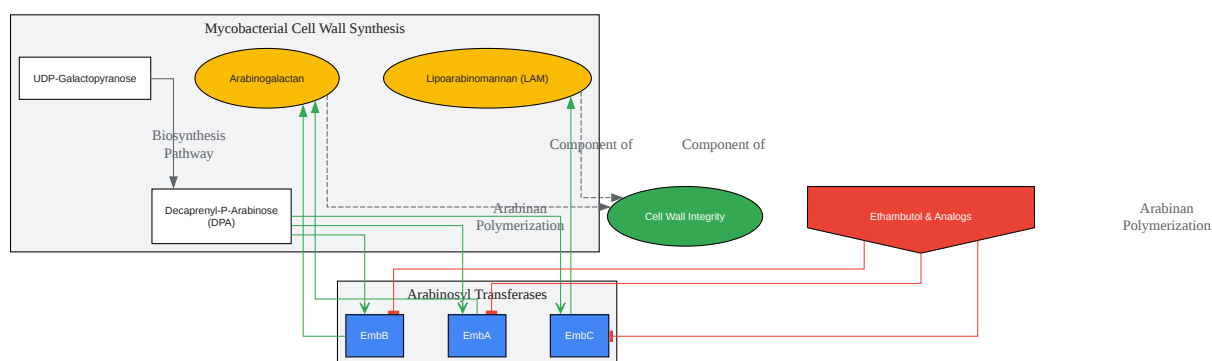 Mycobacterial Cell Wall Synthesis
UDP-Galactopyranose
Arabinogalactan
Lipoarabinomannan (LAM)
Biosynthesis
Pathway
Component of
Component of
Decaprenyl-P-Arabinose
(DPA)
Arabinan
Polymerization
Cell Wall Integrity
Ethambutol & Analogs
Arabinan
Polymerization
Arabinosyl Transferases
EmbB
EmbA
EmbC